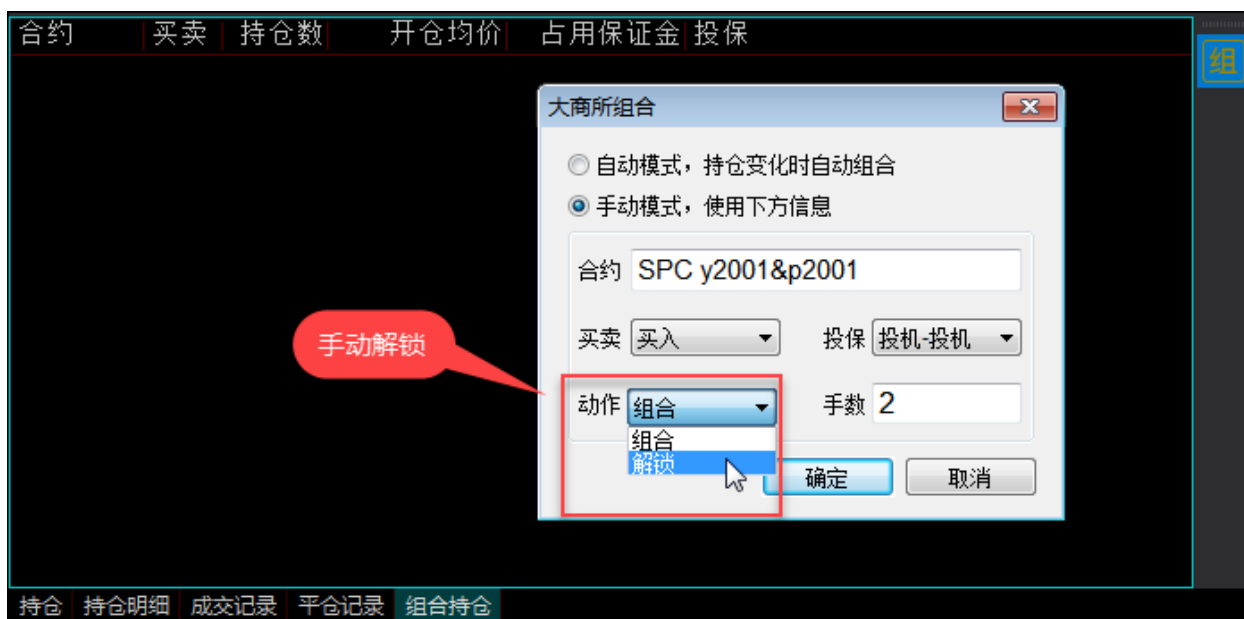 合约 买卖 持仓数 开仓均价 占用保证金 投保
组
大商所组合
自动模式，持仓变化时自动组合
手动模式，使用下方信息
合约 SPC y2001&p2001
买卖 买入 投保 投机-投机
手动解锁
动作 组合 手数 2
组合
解锁
确定 取消
持仓 持仓明细 成交记录 平仓记录 组合持仓